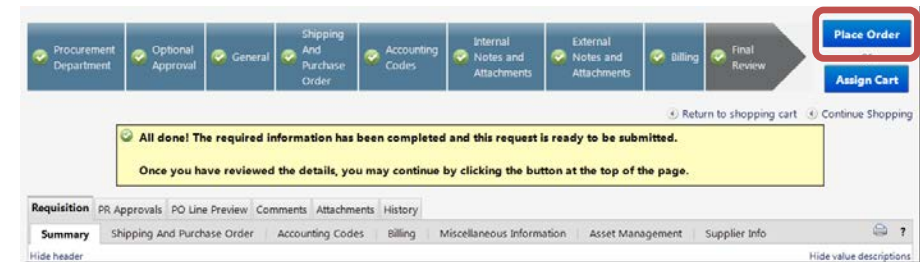 Procurement Department
Optional Approval
General
Shipping And Purchase Order
Accounting Codes
Internal Notes and Attachments
External Notes and Attachments
Billing
Final Review
Place Order
Assign Cart
Return to shopping cart Continue Shopping
All done! The required information has been completed and this request is ready to be submitted.
Once you have reviewed the details, you may continue by clicking the button at the top of the page.
Requisition PR Approvals PO Line Preview Comments Attachments History
Summary Shipping And Purchase Order Accounting Codes Billing Miscellaneous Information Asset Management Supplier Info ?
Hide header Hide value descriptions